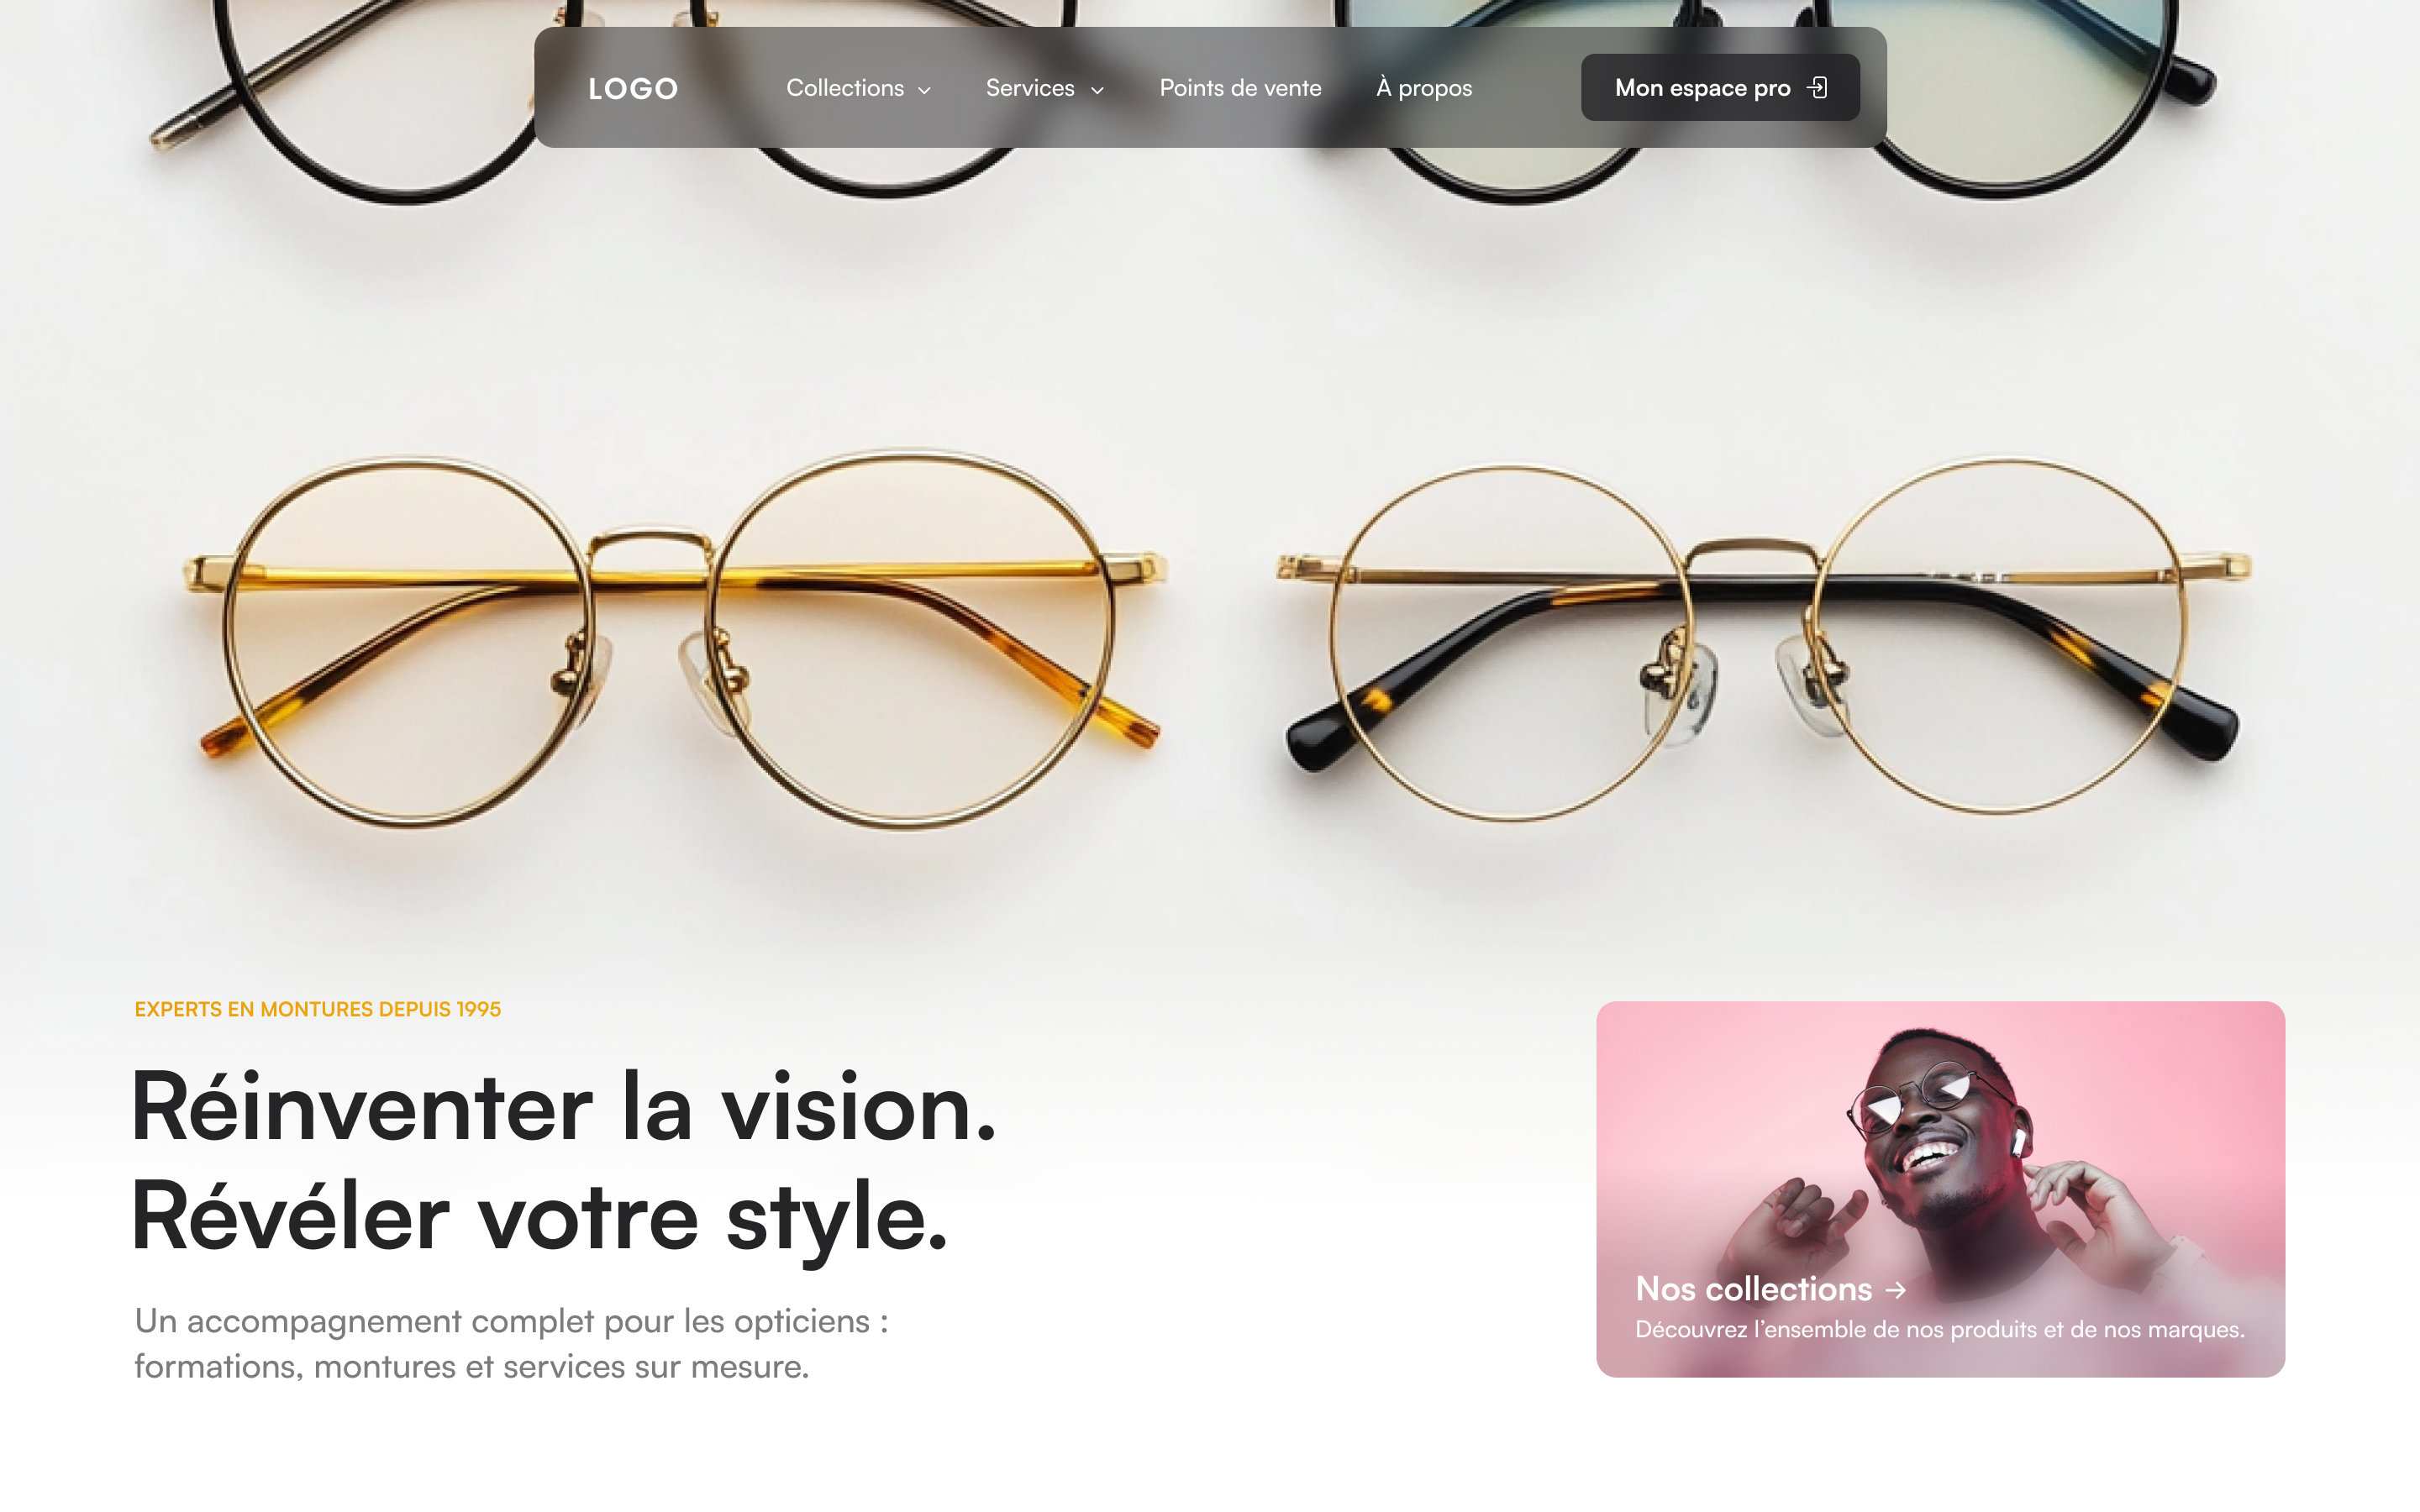 LOGO Collections Services Points de vente À propos Mon espace pro
EXPERTS EN MONTURES DEPUIS 1995
Réinventer la vision.
Révéler votre style.
Un accompagnement complet pour les opticiens :
formations, montures et services sur mesure.
Nos collections →
Découvrez l’ensemble de nos produits et de nos marques.